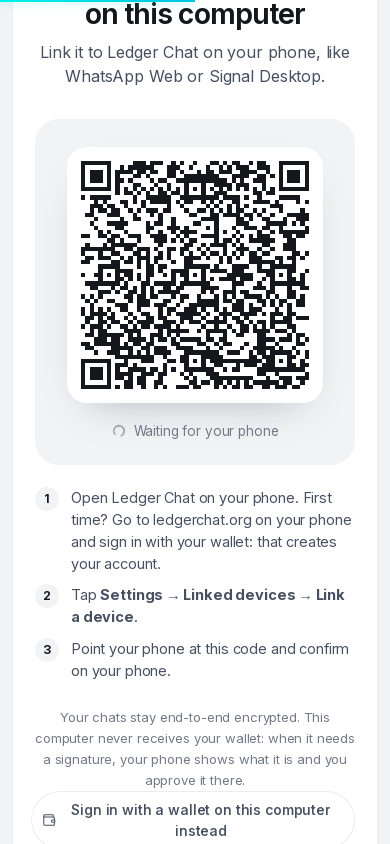 on this computer
Link it to Ledger Chat on your phone, like
WhatsApp Web or Signal Desktop.
Waiting for your phone
1 Open Ledger Chat on your phone. First
time? Go to ledgerchat.org on your phone
and sign in with your wallet: that creates
your account.
2 Tap Settings → Linked devices → Link
a device.
3 Point your phone at this code and confirm
on your phone.
Your chats stay end-to-end encrypted. This
computer never receives your wallet: when it needs
a signature, your phone shows what it is and you
approve it there.
Sign in with a wallet on this computer
instead